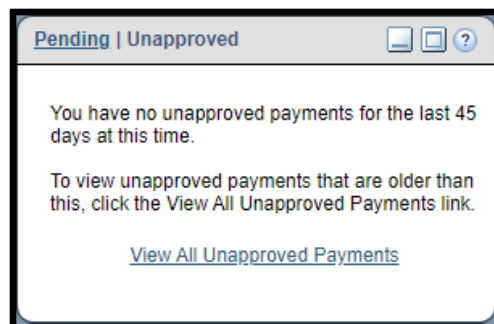 Pending | Unapproved
?
You have no unapproved payments for the last 45
days at this time.
To view unapproved payments that are older than
this, click the View All Unapproved Payments link.
View All Unapproved Payments